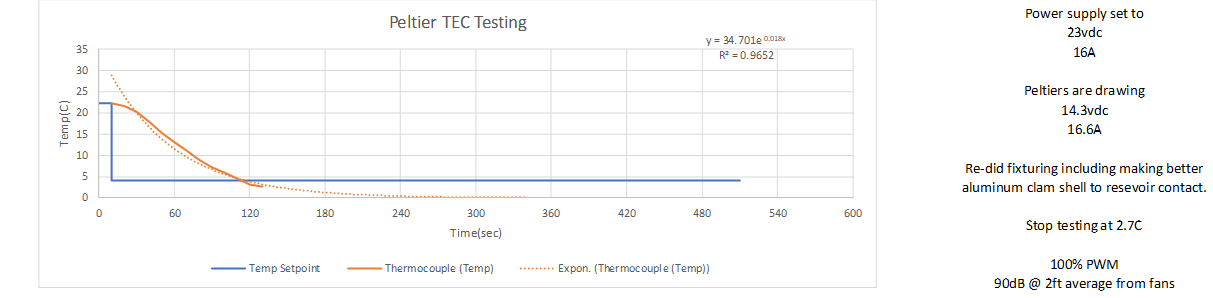 Peltier TEC Testing
y = 34.701e^0.018x
R² = 0.9652
35
30
25
20
15
10
5
0
Temp(C)
0 60 120 180 240 300 360 420 480 540 600
Time(sec)
Temp Setpoint Thermocouple (Temp) Expon. (Thermocouple (Temp))
Power supply set to
23vdc
16A
Peltiers are drawing
14.3vdc
16.6A
Re-did fixturing including making better
aluminum clam shell to resevoir contact.
Stop testing at 2.7C
100% PWM
90dB @ 2ft average from fans